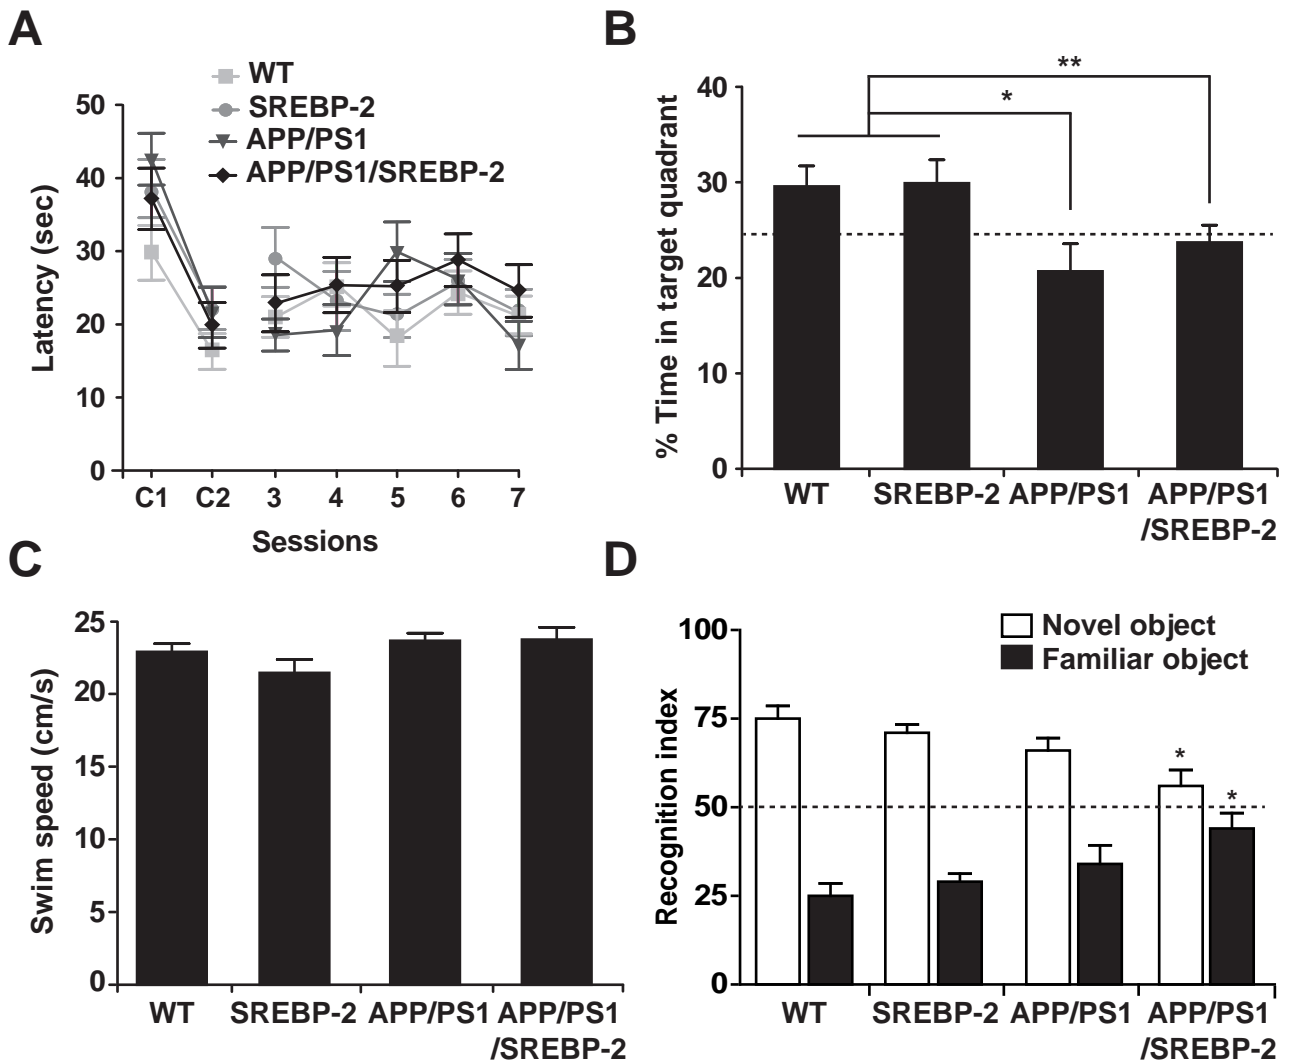 A
WT
SREBP-2
APP/PS1
APP/PS1/SREBP-2
50
40
30
20
10
0
Latency (sec)
C1 C2 3 4 5 6 7
Sessions
B
**
*
40
30
20
10
0
% Time in target quadrant
WT SREBP-2 APP/PS1 APP/PS1
/SREBP-2
C
25
20
15
10
5
0
Swim speed (cm/s)
WT SREBP-2 APP/PS1 APP/PS1
/SREBP-2
D
Novel object
Familiar object
100
75
50
25
0
Recognition index
*
*
WT SREBP-2 APP/PS1 APP/PS1
/SREBP-2